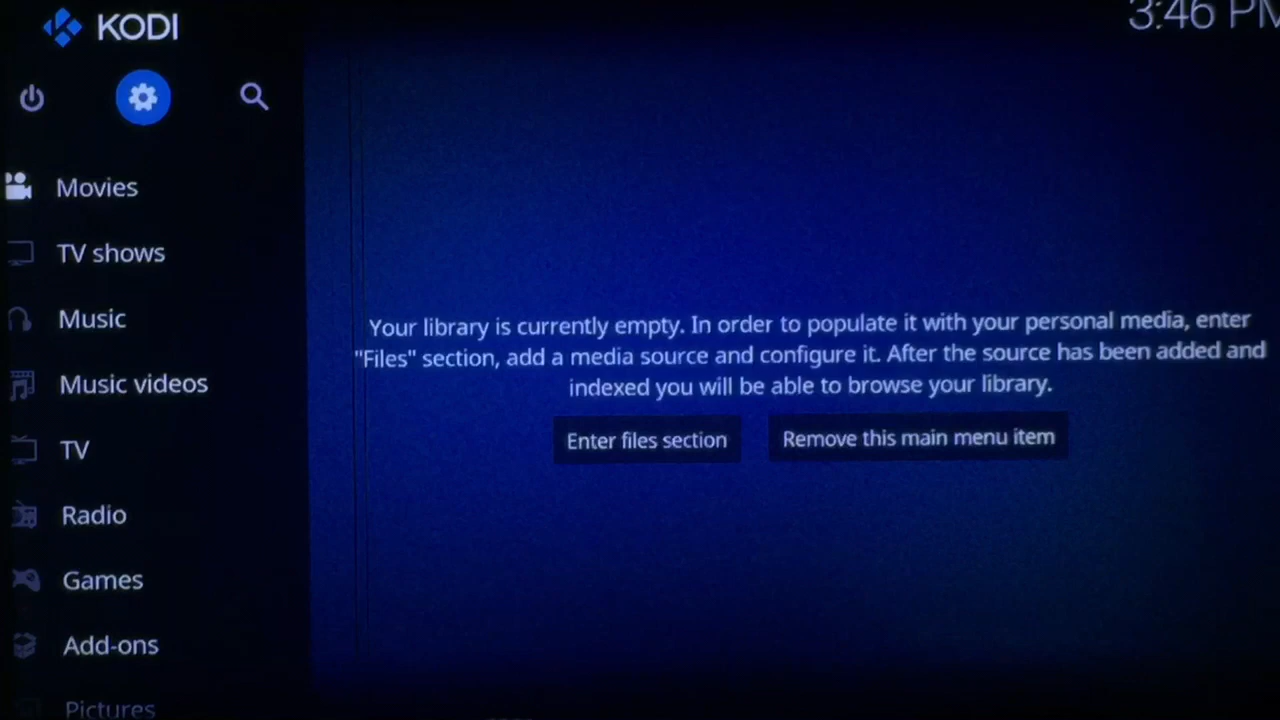 KODI
3:46 PM
Movies
TV shows
Music
Music videos
TV
Radio
Games
Add-ons
Pictures
Your library is currently empty. In order to populate it with your personal media, enter
"Files" section, add a media source and configure it. After the source has been added and
indexed you will be able to browse your library.
Enter files section
Remove this main menu item